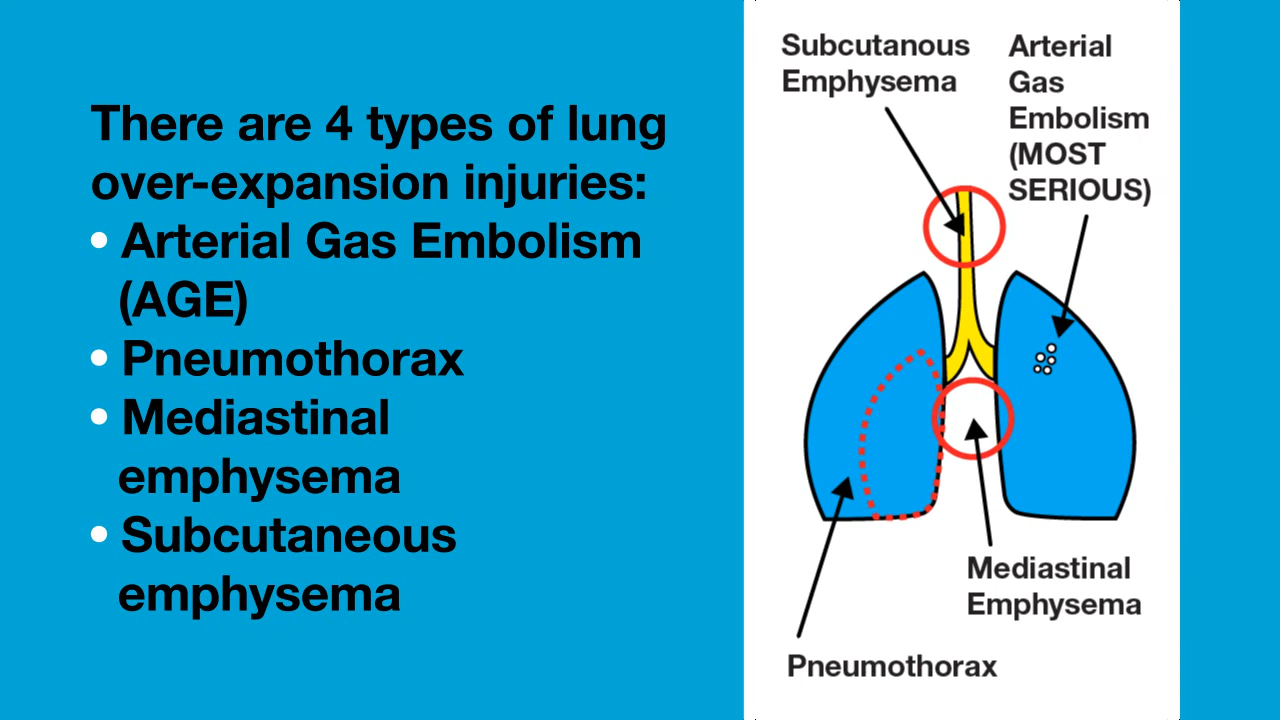 There are 4 types of lung
over-expansion injuries:
• Arterial Gas Embolism
(AGE)
• Pneumothorax
• Mediastinal
emphysema
• Subcutaneous
emphysema
Subcutanous
Emphysema
Arterial
Gas
Embolism
(MOST
SERIOUS)
Mediastinal
Emphysema
Pneumothorax